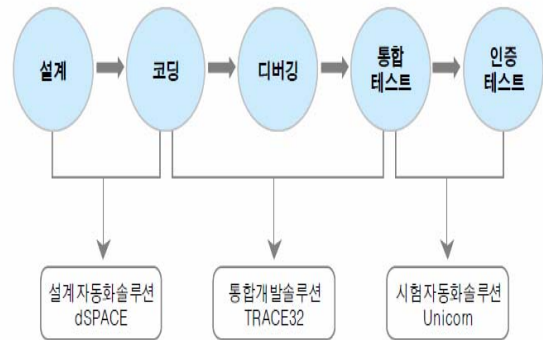 설계
코딩
디버깅
통합
테스트
인증
테스트
설계자동화솔루션
dSPACE
통합개발솔루션
TRACE32
시험자동화솔루션
Unicorn